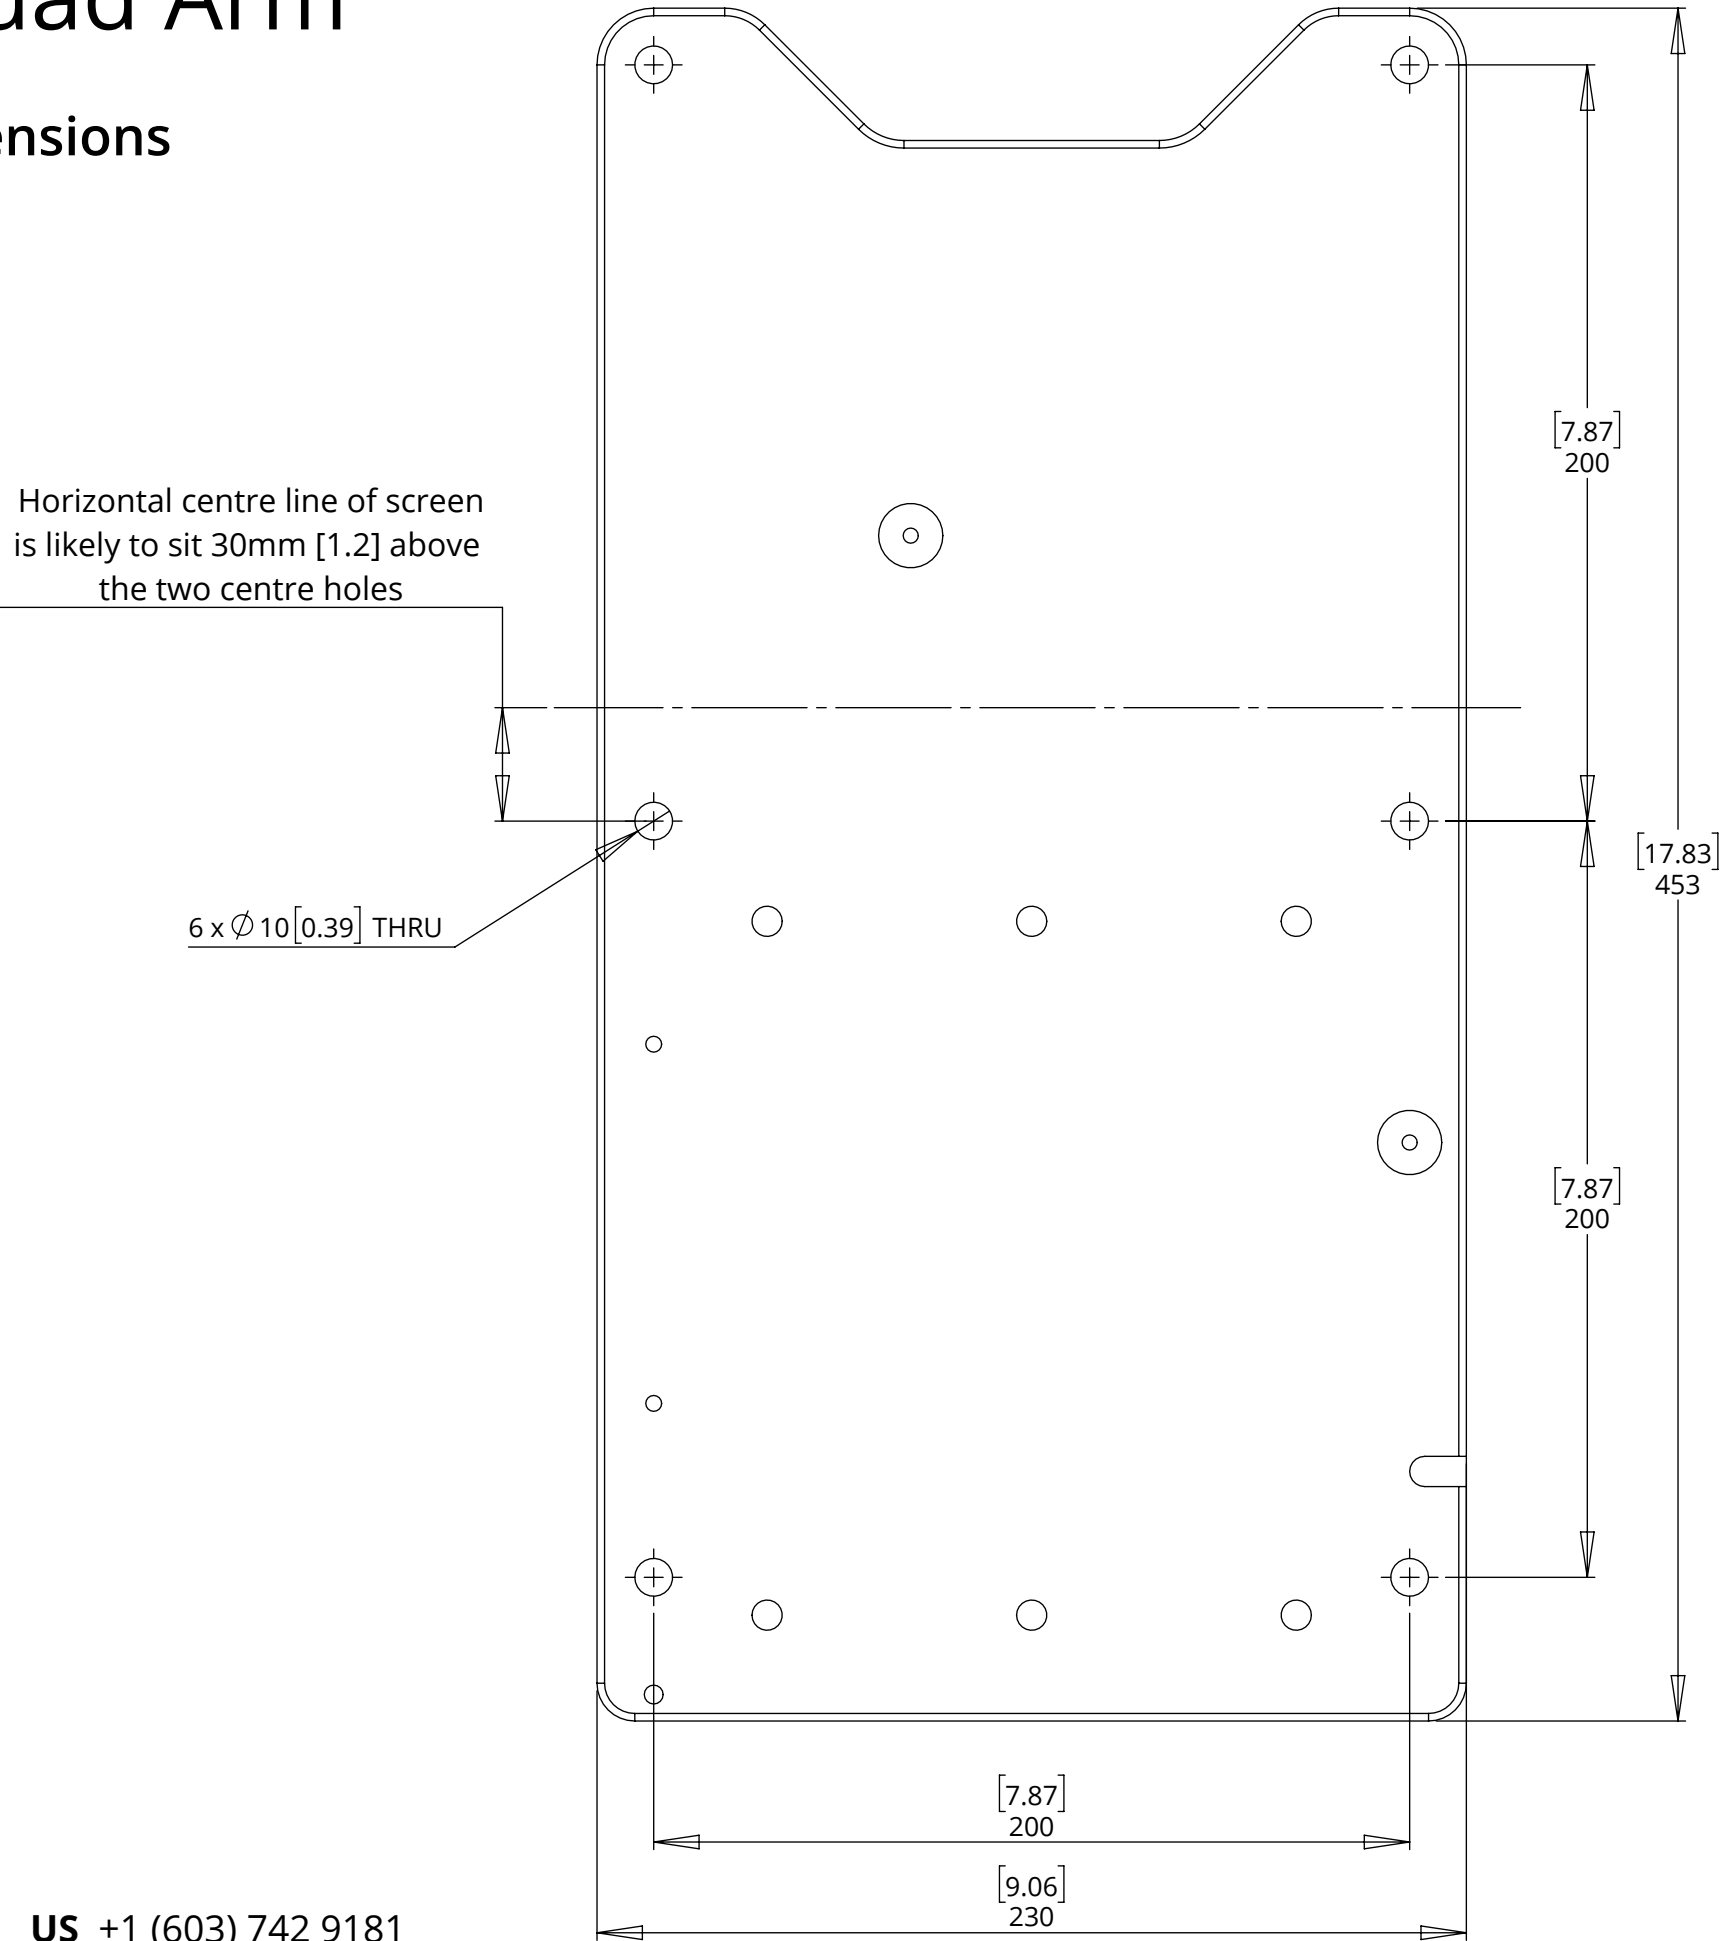 Arm
Horizontal centre line of screen
is likely to sit 30mm [1.2] above
the two centre holes
6 x ⌀ 10 [0.39] THRU
[7.87]
200
[17.83]
453
[7.87]
200
[7.87]
200
[9.06]
230
US +1 (603) 742 9181